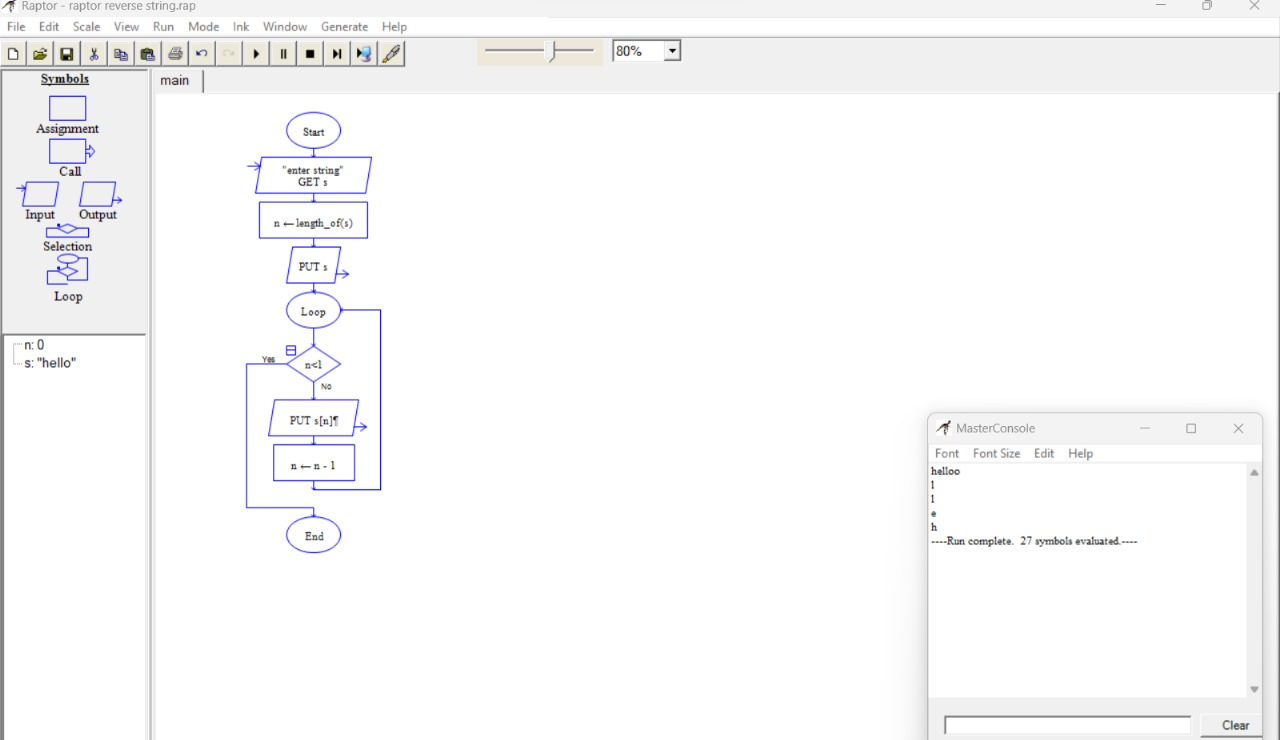 Raptor - raptor reverse string.rap
File Edit Scale View Run Mode Ink Window Generate Help
80%
Symbols
Assignment
Call
Input Output
Selection
Loop
n: 0
s: "hello"
main
Start
"enter string"
GET s
n ← length_of(s)
PUT s
Loop
Yes
n<1
No
PUT s[n]¶
n ← n - 1
End
MasterConsole
Font Font Size Edit Help
helloo
l
l
e
h
----Run complete. 27 symbols evaluated.----
Clear